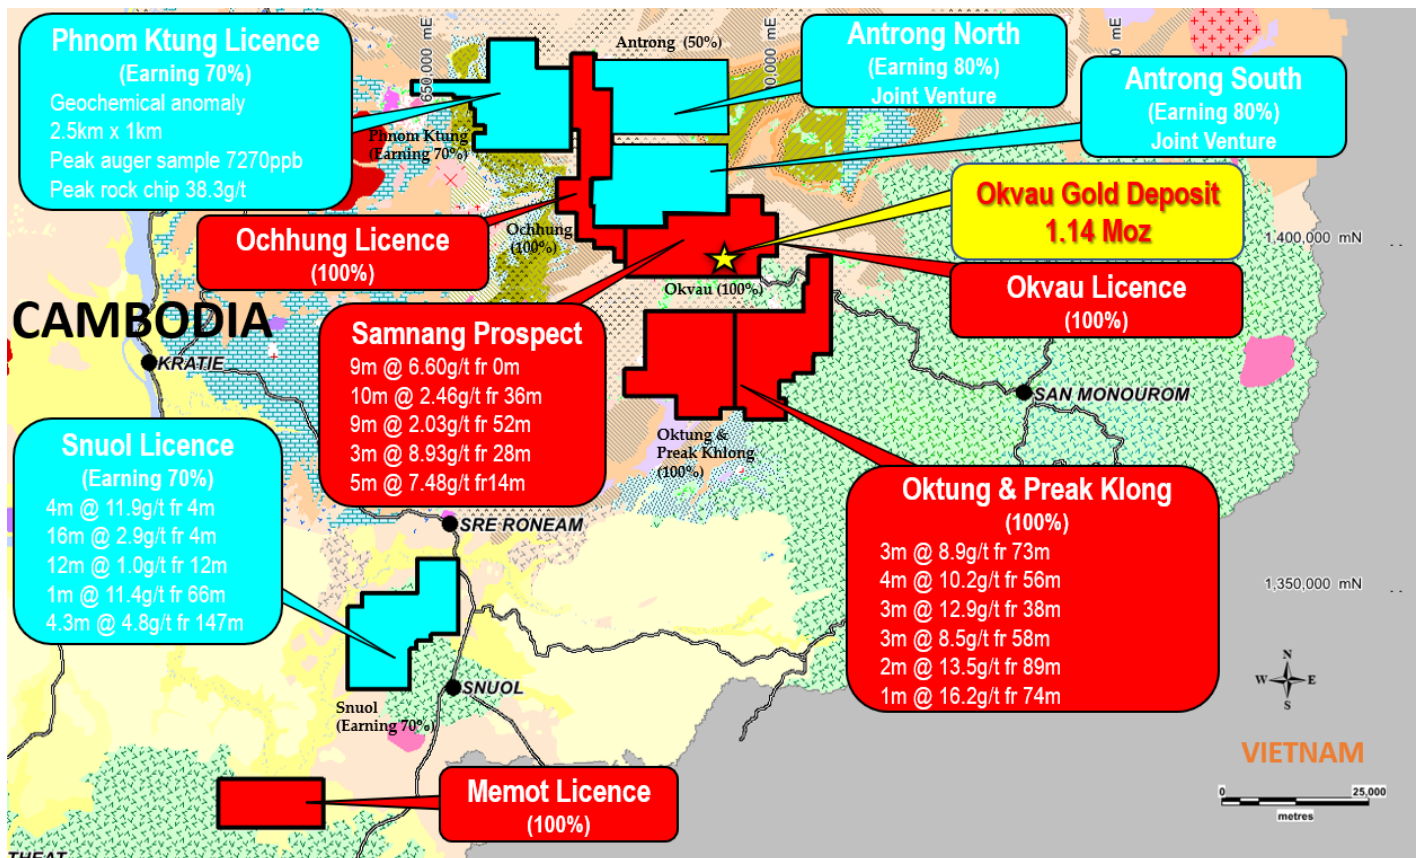 Phnom Ktung Licence
(Earning 70%)
Geochemical anomaly
2.5km x 1km
Peak auger sample 7270ppb
Peak rock chip 38.3g/t
650,000 mE
Antrong (50%)
mE
Antrong North
(Earning 80%)
Joint Venture
Antrong South
(Earning 80%)
Joint Venture
Phnom Ktung
(Earning 70%)
Okvau Gold Deposit
1.14 Moz
Ochhung Licence
(100%)
Ochhung
(100%)
1,400,000 mN
Okvau (100%)
Okvau Licence
(100%)
CAMBODIA
KRATIE
Samnang Prospect
9m @ 6.60g/t fr 0m
10m @ 2.46g/t fr 36m
9m @ 2.03g/t fr 52m
3m @ 8.93g/t fr 28m
5m @ 7.48g/t fr14m
SAN MONOUROM
Snuol Licence
(Earning 70%)
4m @ 11.9g/t fr 4m
16m @ 2.9g/t fr 4m
12m @ 1.0g/t fr 12m
1m @ 11.4g/t fr 66m
4.3m @ 4.8g/t fr 147m
Oktung &
Preak Khlong
(100%)
Oktung & Preak Klong
(100%)
3m @ 8.9g/t fr 73m
4m @ 10.2g/t fr 56m
3m @ 12.9g/t fr 38m
3m @ 8.5g/t fr 58m
2m @ 13.5g/t fr 89m
1m @ 16.2g/t fr 74m
SRE RONEAM
1,350,000 mN
N
W E
S
SNUOL
Snuol
(Earning 70%)
VIETNAM
Memot Licence
(100%)
0 25,000
metres